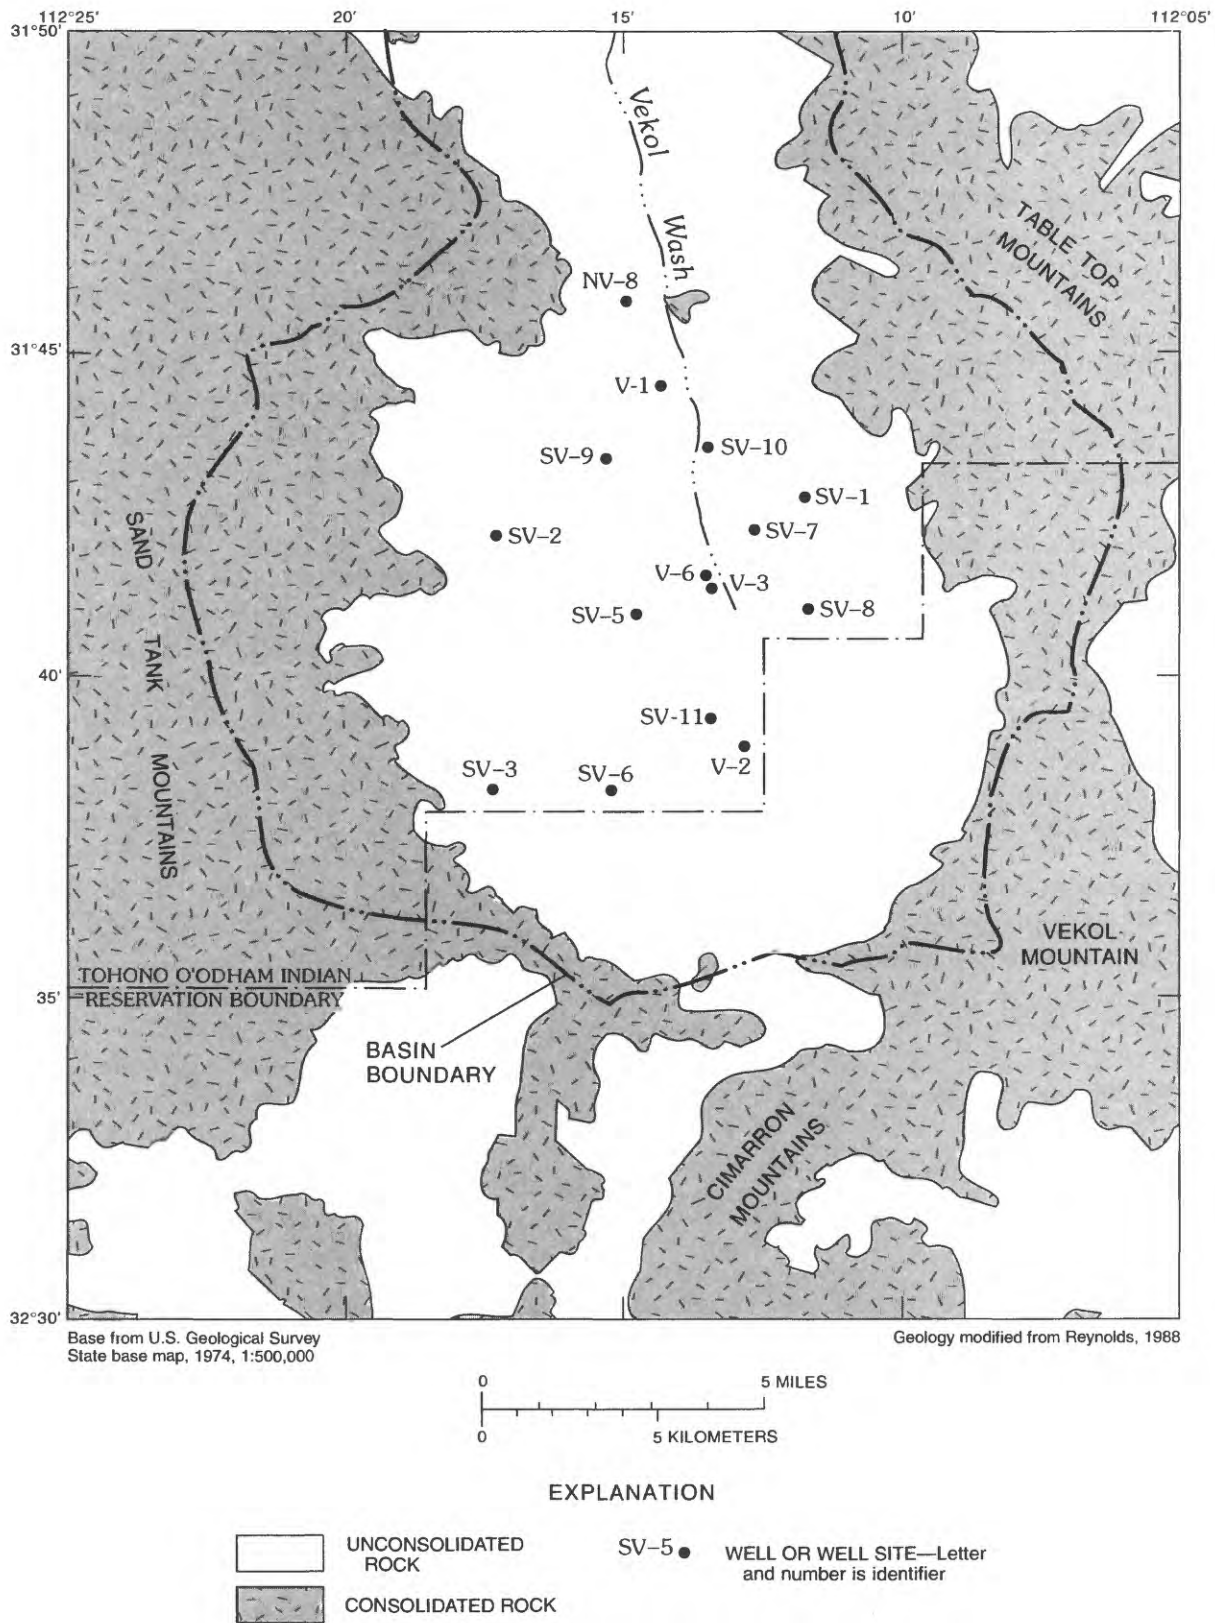 112°25' 20' 15' 10' 112°05'
31°50'
Vekol
Wash
TABLE TOP
MOUNTAINS
NV–8
31°45'
V-1
SV–10
SV–9
SV–1
SV–2
SV–7
V–6
V–3
SV–5
SV–8
SAND
TANK
MOUNTAINS
40'
SV-11
V–2
SV–3
SV–6
VEKOL
MOUNTAIN
TOHONO O'ODHAM INDIAN
RESERVATION BOUNDARY
35'
BASIN
BOUNDARY
CIMARRON
MOUNTAINS
32°30'
Base from U.S. Geological Survey
State base map, 1974, 1:500,000
Geology modified from Reynolds, 1988
0 5 MILES
0 5 KILOMETERS
EXPLANATION
UNCONSOLIDATED
ROCK
CONSOLIDATED ROCK
SV–5
WELL OR WELL SITE—Letter
and number is identifier